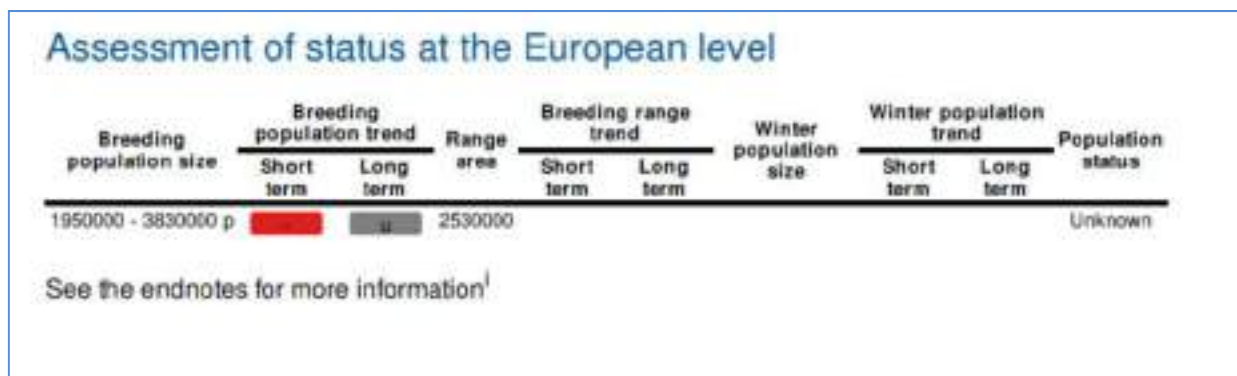 Assessment of status at the European level
Breeding population size
Breeding population trend
Short term
Long term
Range area
Breeding range trend
Short term
Long term
Winter population size
Winter population trend
Short term
Long term
Population status
1950000 - 3830000 p - u 2530000 Unknown
See the endnotes for more information